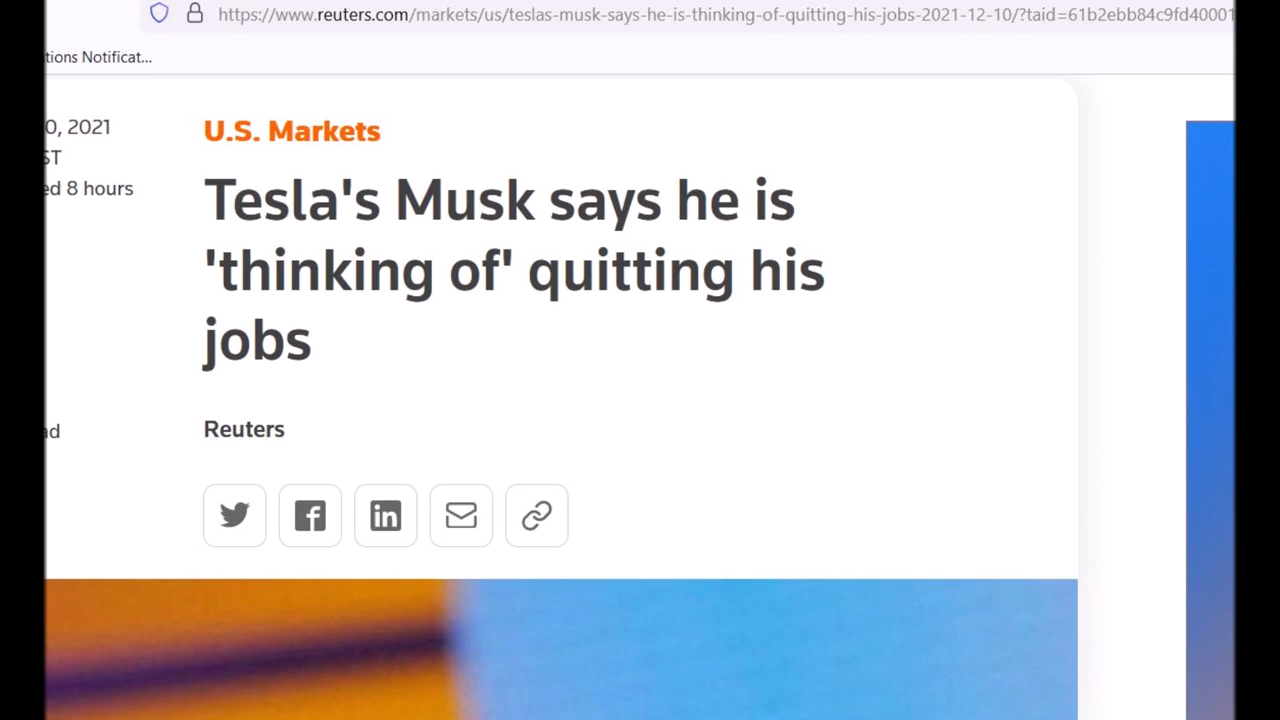 https://www.reuters.com/markets/us/teslas-musk-says-he-is-thinking-of-quitting-his-jobs-2021-12-10/?taid=61b2ebb84c9fd40001
tions Notificat...
0, 2021
ST
ed 8 hours
ad
U.S. Markets
Tesla's Musk says he is
'thinking of' quitting his
jobs
Reuters